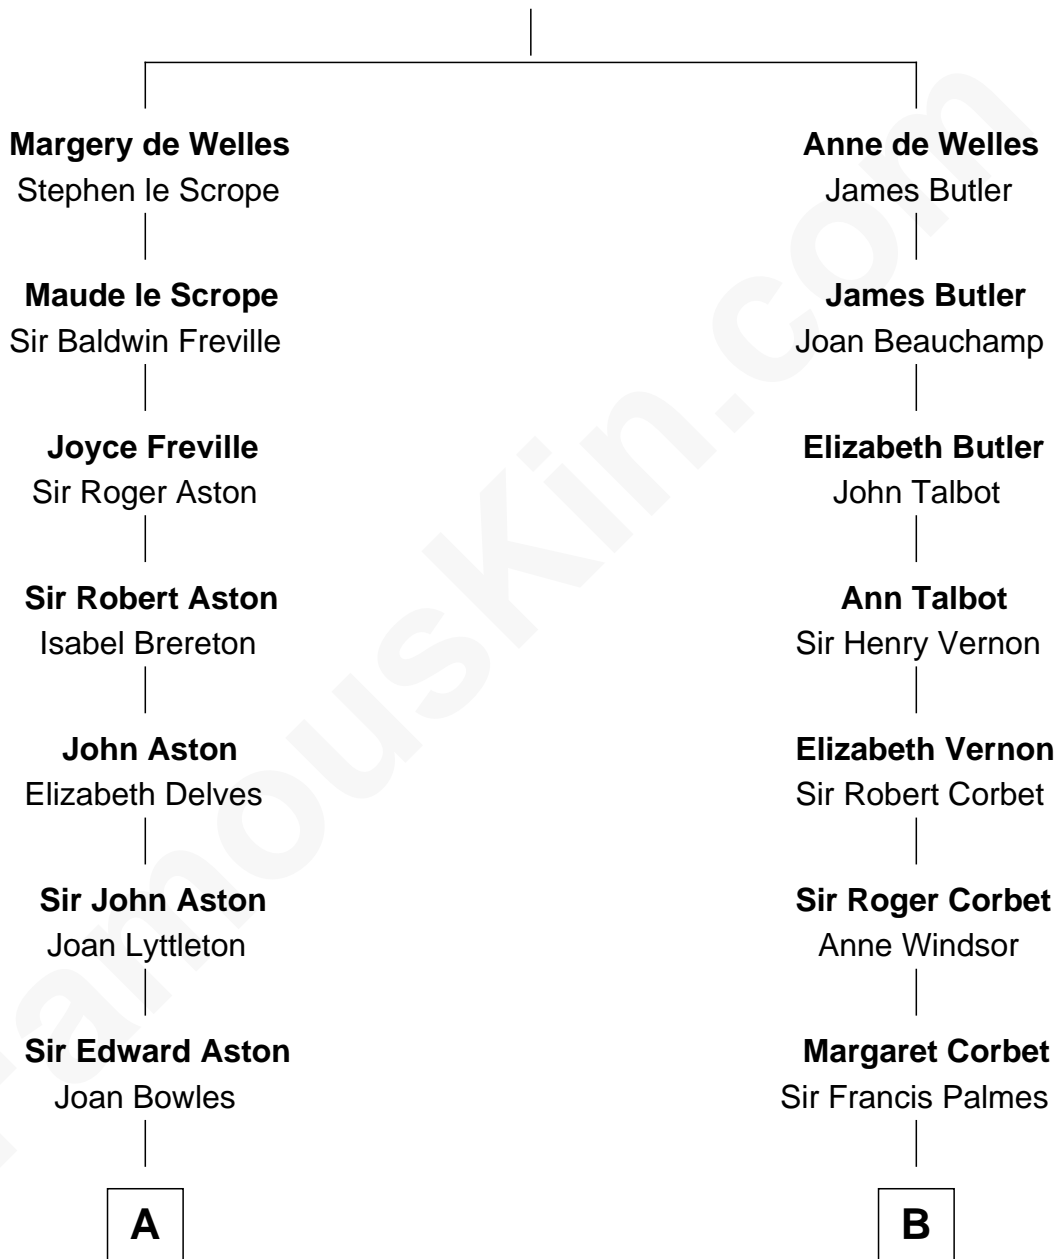 Margery de Welles
Stephen le Scrope
Maude le Scrope
Sir Baldwin Freville
Joyce Freville
Sir Roger Aston
Sir Robert Aston
Isabel Brereton
John Aston
Elizabeth Delves
Sir John Aston
Joan Lyttleton
Sir Edward Aston
Joan Bowles
A
Anne de Welles
James Butler
James Butler
Joan Beauchamp
Elizabeth Butler
John Talbot
Ann Talbot
Sir Henry Vernon
Elizabeth Vernon
Sir Robert Corbet
Sir Roger Corbet
Anne Windsor
Margaret Corbet
Sir Francis Palmes
B
FamousKin.com